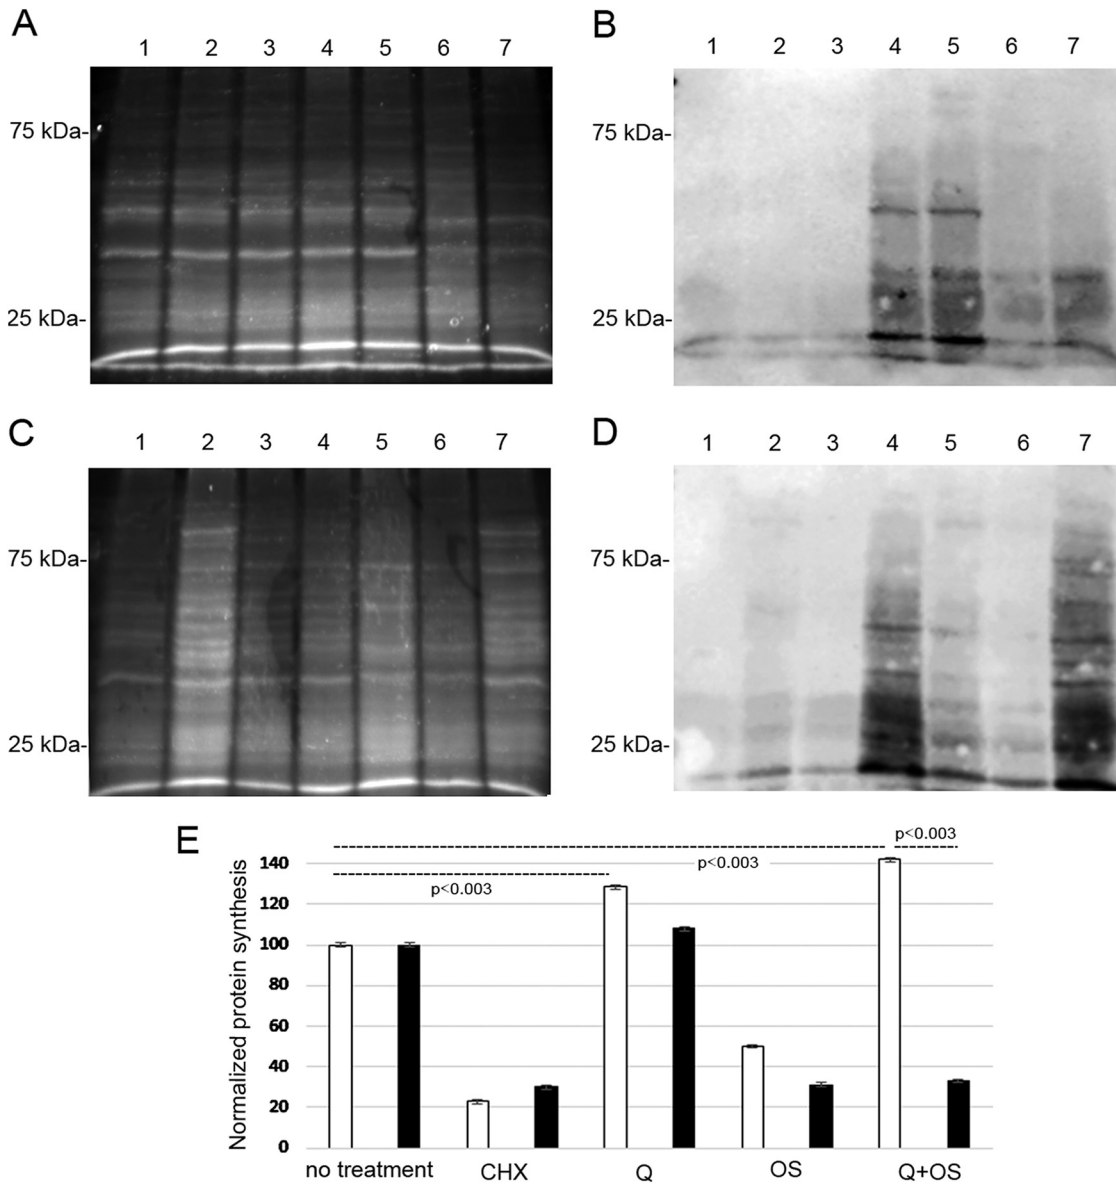 A
1 2 3 4 5 6 7
75 kDa-
25 kDa-
B
1 2 3 4 5 6 7
75 kDa-
25 kDa-
C
1 2 3 4 5 6 7
75 kDa-
25 kDa-
D
1 2 3 4 5 6 7
75 kDa-
25 kDa-
E
Normalized protein synthesis
140
120
100
80
60
40
20
0
p<0.003
p<0.003
p<0.003
no treatment CHX Q OS Q+OS